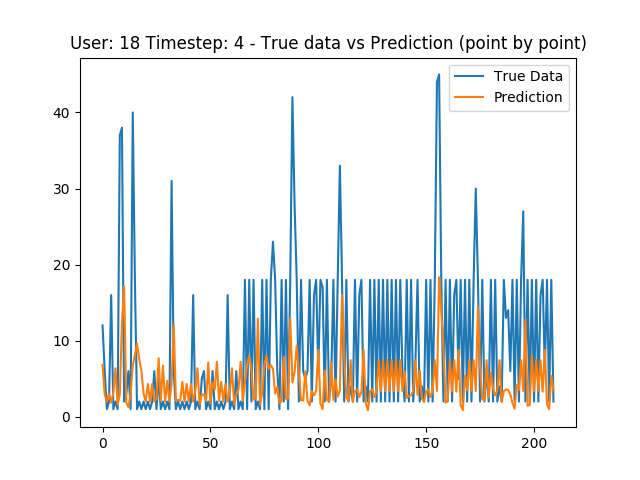 User: 18 Timestep: 4 - True data vs Prediction (point by point)
True Data
Prediction
40
30
20
10
0
0 50 100 150 200